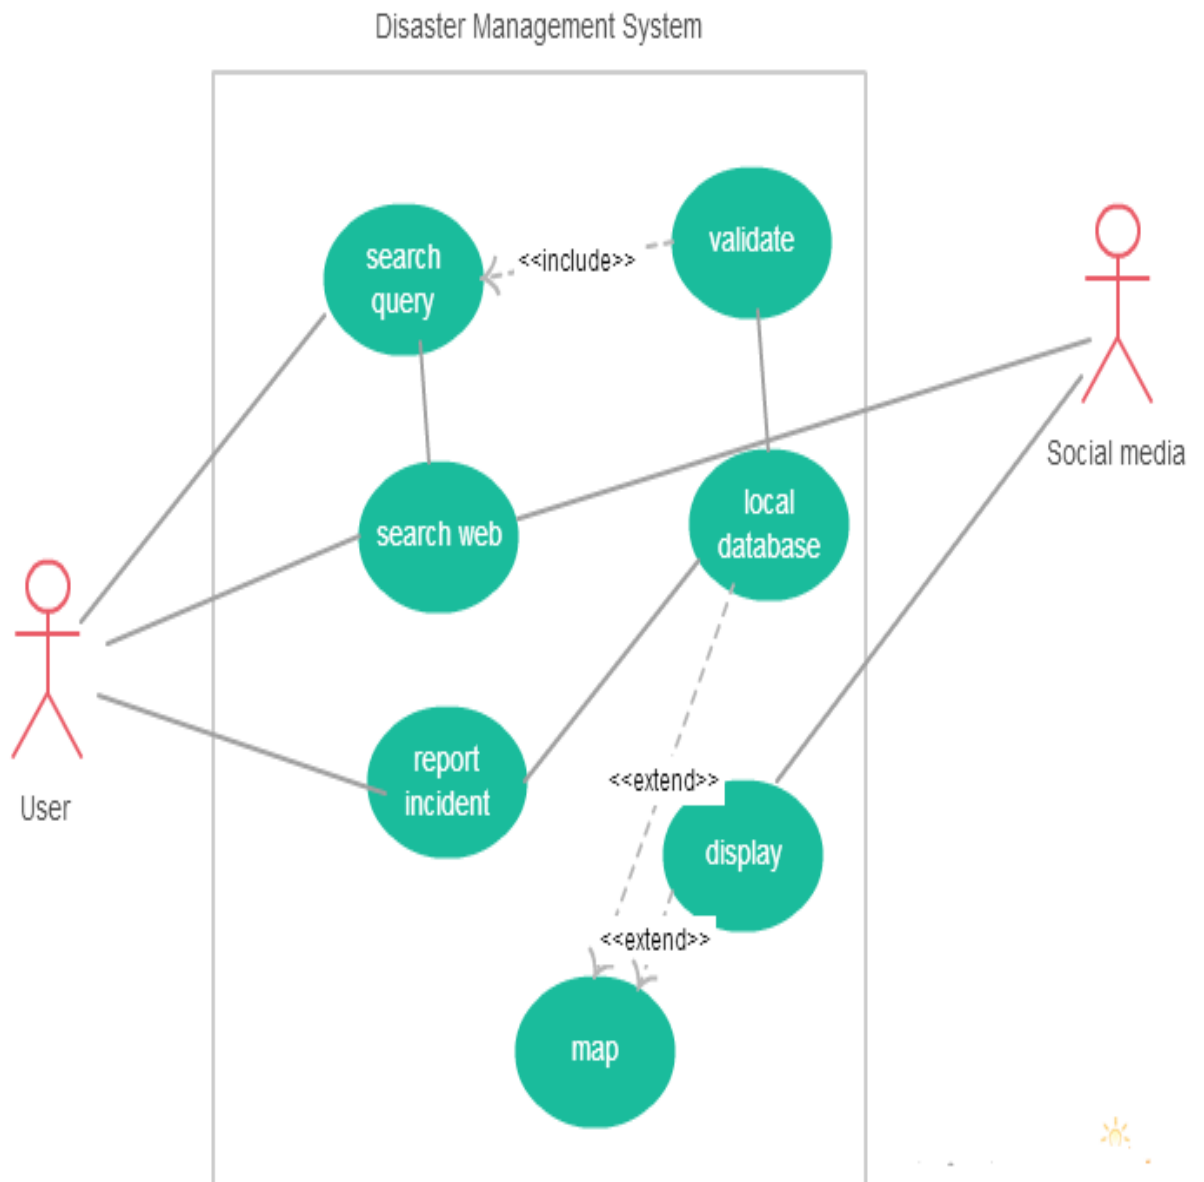 Disaster Management System
search
query
<<include>>
validate
Social media
search web
local
database
User
report
incident
<<extend>>
display
<<extend>>
map